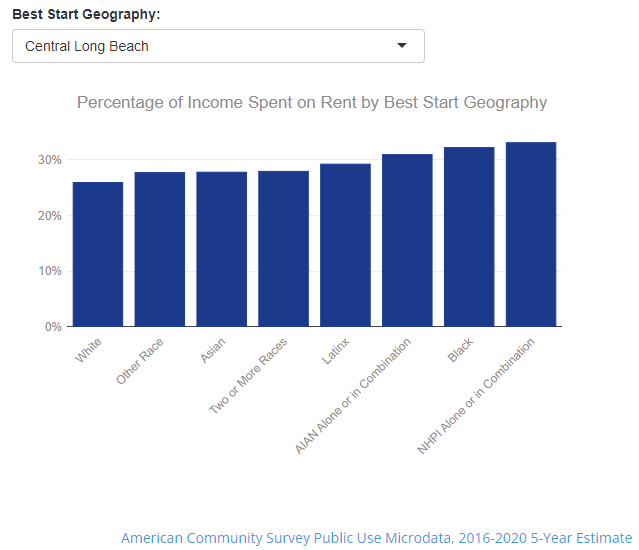 Best Start Geography:
Central Long Beach
Percentage of Income Spent on Rent by Best Start Geography
30%
20%
10%
0%
White
Other Race
Asian
Two or More Races
Latinx
AIAN Alone or in Combination
Black
NHPI Alone or in Combination
American Community Survey Public Use Microdata, 2016-2020 5-Year Estimate